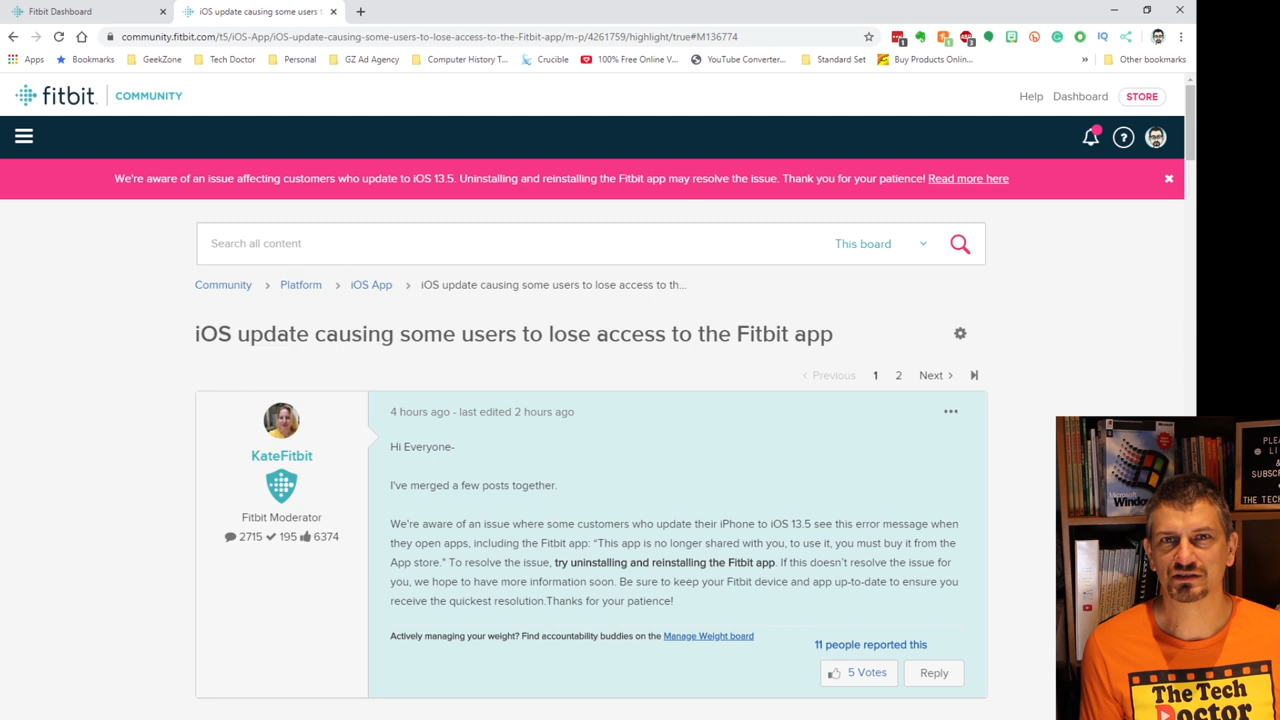 Fitbit Dashboard
iOS update causing some users t
community.fitbit.com/t5/iOS-App/iOS-update-causing-some-users-to-lose-access-to-the-Fitbit-app/m-p/4261759/highlight/true#M136774
Apps Bookmarks GeekZone Tech Doctor Personal GZ Ad Agency Computer History T... Crucible 100% Free Online V... YouTube Converter... Standard Set Buy Products Onlin... » Other bookmarks
fitbit COMMUNITY
Help Dashboard STORE
We're aware of an issue affecting customers who update to iOS 13.5. Uninstalling and reinstalling the Fitbit app may resolve the issue. Thank you for your patience! Read more here
Search all content This board
Community > Platform > iOS App > iOS update causing some users to lose access to th...
iOS update causing some users to lose access to the Fitbit app
Previous 1 2 Next
KateFitbit
Fitbit Moderator
2715 195 6374
4 hours ago - last edited 2 hours ago
Hi Everyone-
I've merged a few posts together.
We're aware of an issue where some customers who update their iPhone to iOS 13.5 see this error message when
they open apps, including the Fitbit app: “This app is no longer shared with you, to use it, you must buy it from the
App store.” To resolve the issue, try uninstalling and reinstalling the Fitbit app. If this doesn’t resolve the issue for
you, we hope to have more information soon. Be sure to keep your Fitbit device and app up-to-date to ensure you
receive the quickest resolution.Thanks for your patience!
Actively managing your weight? Find accountability buddies on the Manage Weight board
11 people reported this
5 Votes Reply
Microsoft
Windows
PLEA
LI
&
SUBSC
THE TECH
The Tech
Doctor